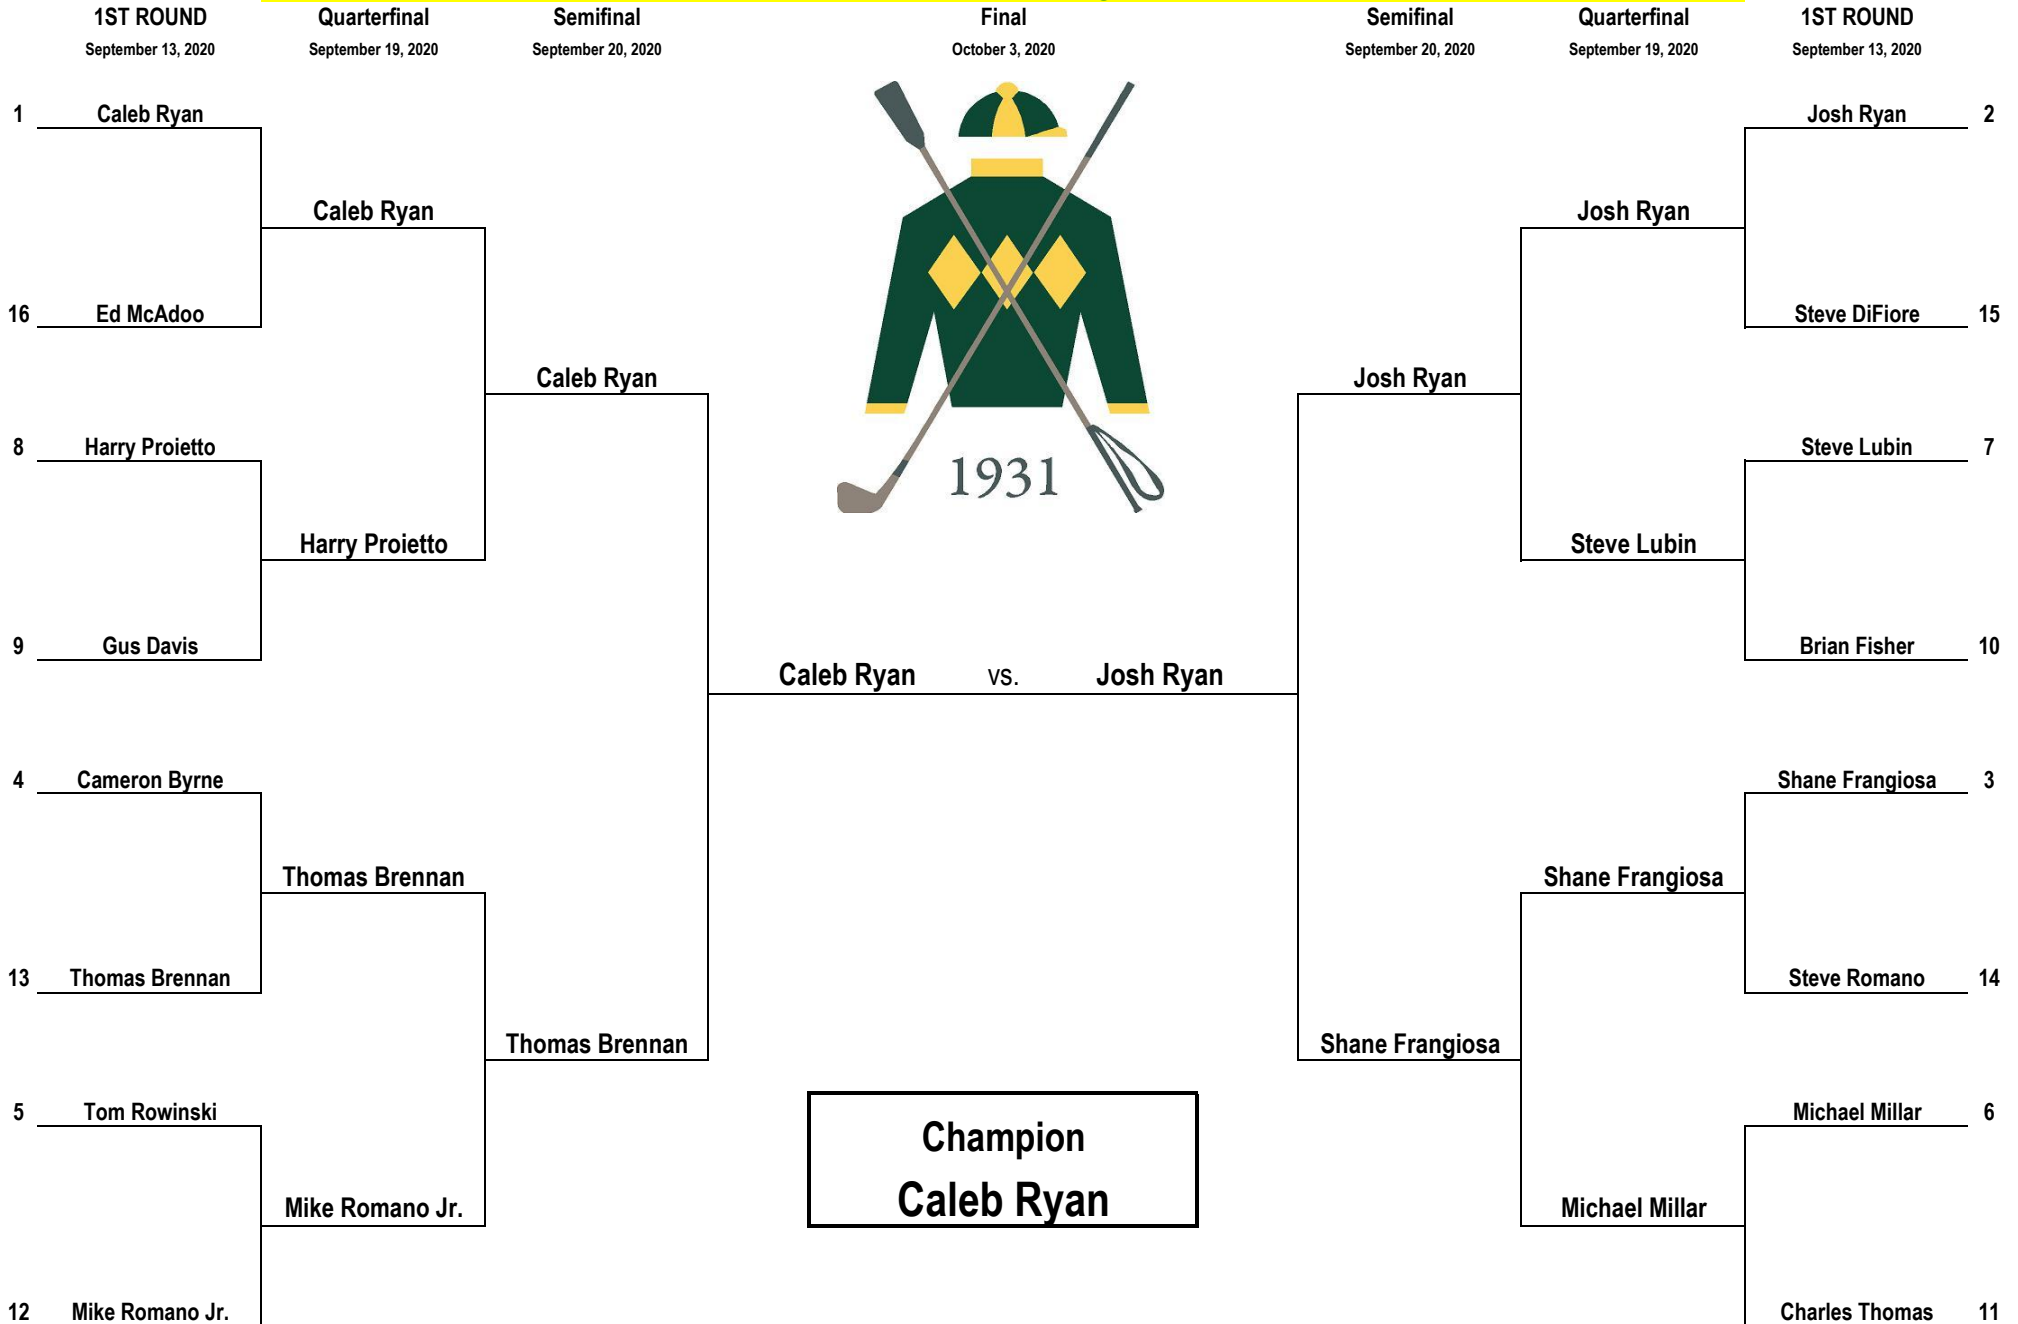 1ST ROUND Quarterfinal Semifinal Final Semifinal Quarterfinal 1ST ROUND
September 13, 2020 September 19, 2020 September 20, 2020 October 3, 2020 September 20, 2020 September 19, 2020 September 13, 2020
1 Caleb Ryan Josh Ryan 2
Caleb Ryan Josh Ryan
16 Ed McAdoo Steve DiFiore 15
Caleb Ryan Josh Ryan
8 Harry Proietto Steve Lubin 7
1931
Harry Proietto Steve Lubin
9 Gus Davis Brian Fisher 10
Caleb Ryan vs. Josh Ryan
4 Cameron Byrne Shane Frangiosa 3
Thomas Brennan Shane Frangiosa
13 Thomas Brennan Steve Romano 14
Thomas Brennan Shane Frangiosa
5 Tom Rowinski Michael Millar 6
Champion
Caleb Ryan
Mike Romano Jr. Michael Millar
12 Mike Romano Jr. Charles Thomas 11